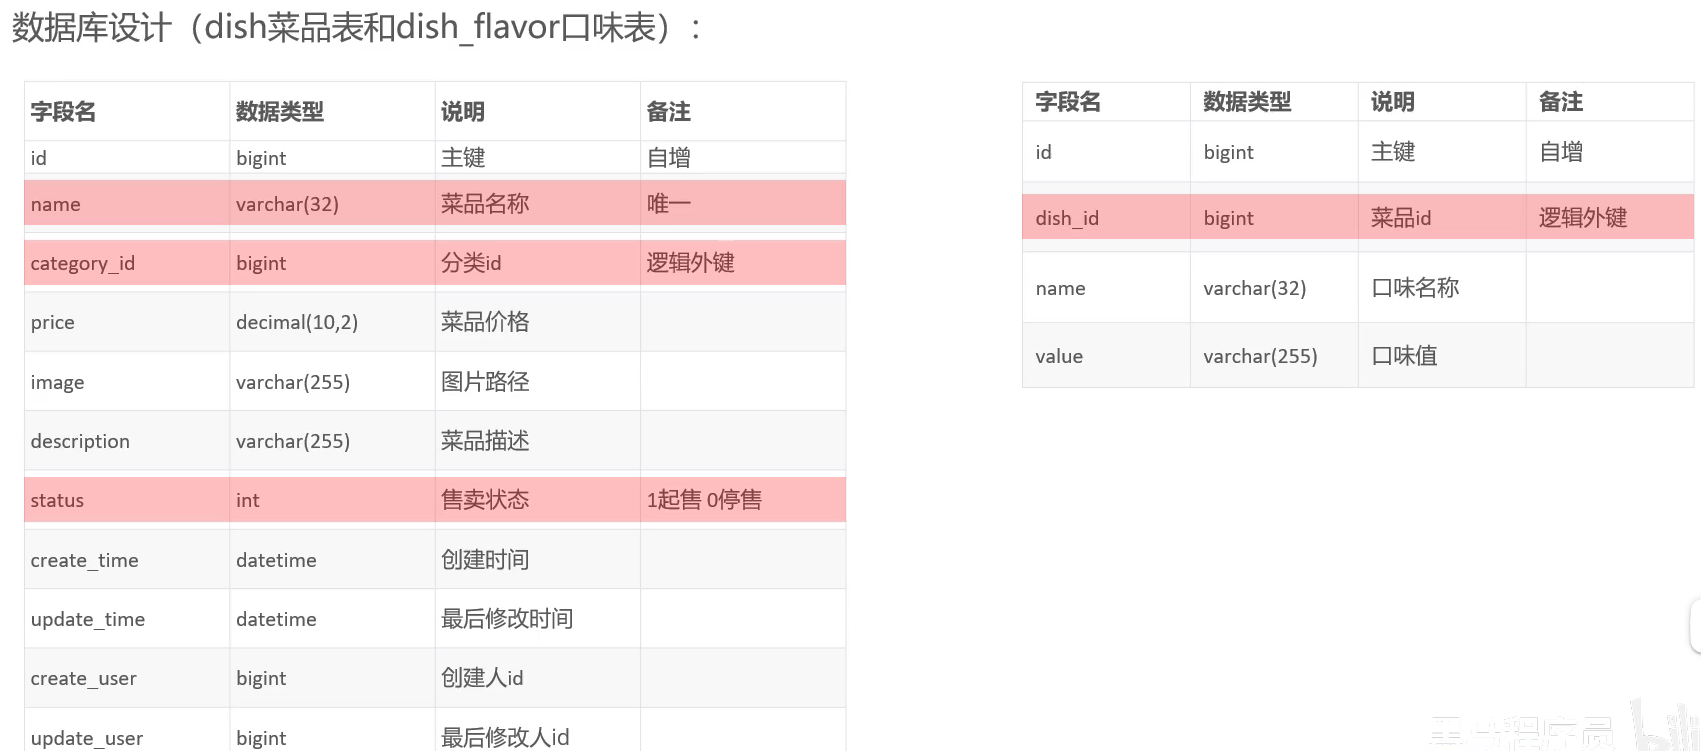 数据库设计（dish菜品表和dish_flavor口味表）:
字段名 数据类型 说明 备注
id bigint 主键 自增
name varchar(32) 菜品名称 唯一
category_id bigint 分类id 逻辑外键
price decimal(10,2) 菜品价格
image varchar(255) 图片路径
description varchar(255) 菜品描述
status int 售卖状态 1起售 0停售
create_time datetime 创建时间
update_time datetime 最后修改时间
create_user bigint 创建人id
update_user bigint 最后修改人id
字段名 数据类型 说明 备注
id bigint 主键 自增
dish_id bigint 菜品id 逻辑外键
name varchar(32) 口味名称
value varchar(255) 口味值